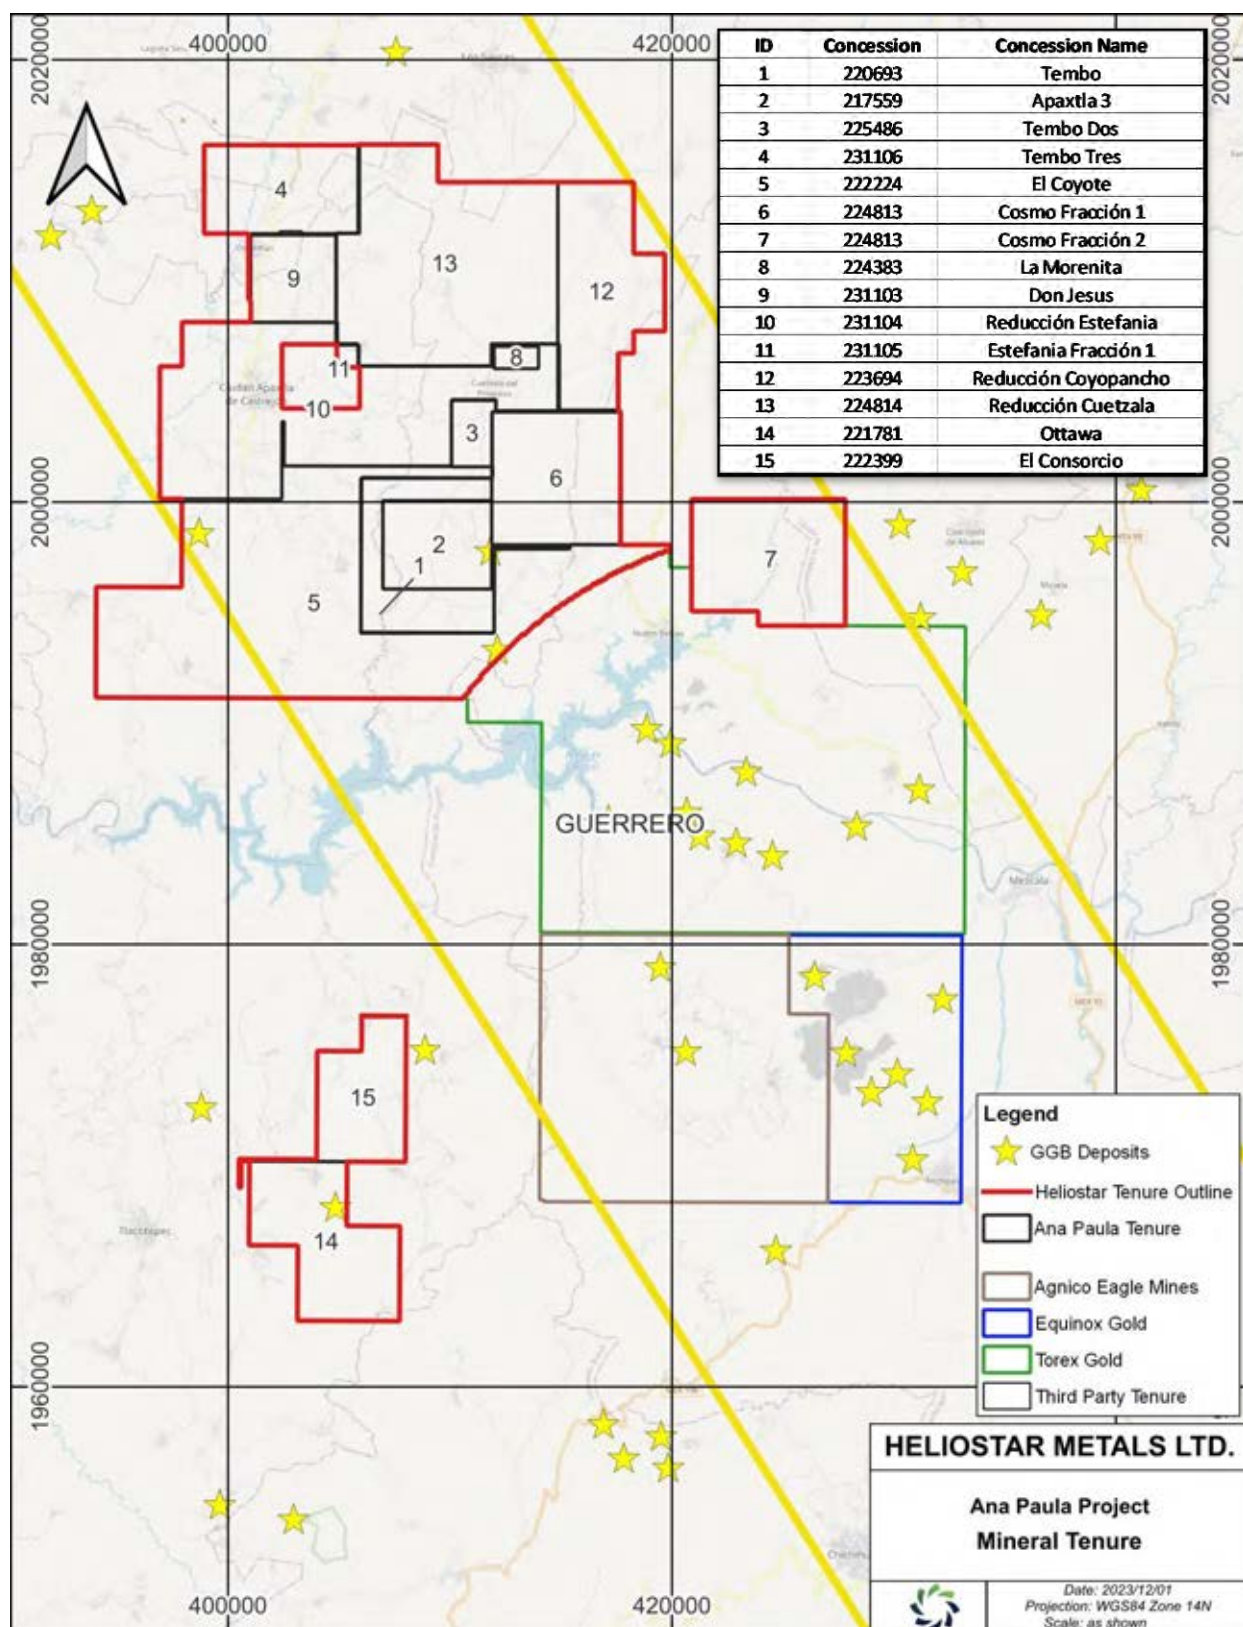 400000
420000
2020000
2020000
ID Concession Concession Name
1 220693 Tembo
2 217559 Apaxtla 3
3 225486 Tembo Dos
4 231106 Tembo Tres
5 222224 El Coyote
6 224813 Cosmo Fracción 1
7 224813 Cosmo Fracción 2
8 224383 La Morenita
9 231103 Don Jesus
10 231104 Reducción Estefania
11 231105 Estefania Fracción 1
12 223694 Reducción Coyopancho
13 224814 Reducción Cuetzala
14 221781 Ottawa
15 222399 El Consorcio
4
13
9
12
8
11
10
3
6
2000000
2000000
2
1
7
5
GUERRERO
Mezcala
1980000
1980000
15
14
Tlacotepec
Legend
GGB Deposits
Heliostar Tenure Outline
Ana Paula Tenure
Agnico Eagle Mines
Equinox Gold
Torex Gold
Third Party Tenure
1960000
HELIOSTAR METALS LTD.
Ana Paula Project
Mineral Tenure
400000
420000
Date: 2023/12/01
Projection: WGS84 Zone 14N
Scale: as shown